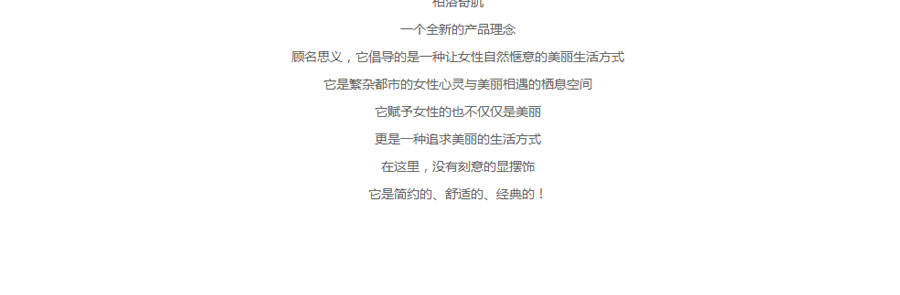 柏洛奇肌
一个全新的产品理念
顾名思义，它倡导的是一种让女性自然惬意的美丽生活方式
它是繁杂都市的女性心灵与美丽相遇的栖息空间
它赋予女性的也不仅仅是美丽
更是一种追求美丽的生活方式
在这里，没有刻意的显摆饰
它是简约的、舒适的、经典的！